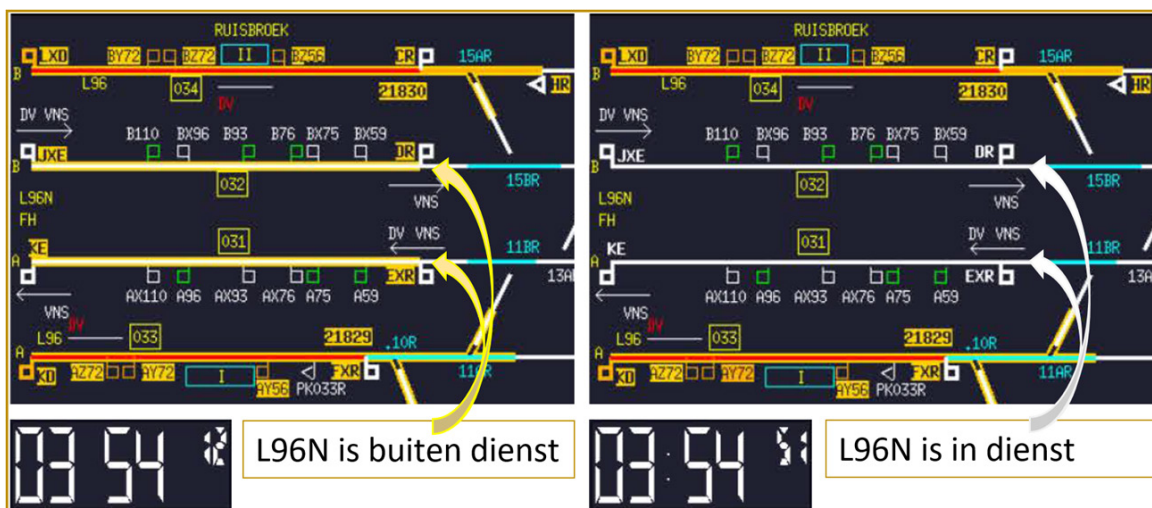 RUISBROEK
LXO BY72 BZ72 II BZ56 CR 15AR
B L96 034 21830 HR
DV
DV VNS
B110 BX96 B93 B76 BX75 BX59
JXE DR
B 032 15BR
L96N VNS
FH
031 DV VNS
KE 11BR
A EXR 13A
AX110 A96 AX93 AX76 A75 A59
VNS
DV
L96 033 21829 .10R
A
XO AZ72 AY72 I AY56 PK033R FXR 11AR
03 54 12
L96N is buiten dienst
RUISBROEK
LXO BY72 BZ72 II BZ56 CR 15AR
B L96 034 21830 HR
DV
DV VNS
B110 BX96 B93 B76 BX75 BX59
JXE DR
B 032 15BR
L96N VNS
FH
031 DV VNS
KE 11BR
A EXR 13A
AX110 A96 AX93 AX76 A75 A59
VNS
DV
L96 033 21829 .10R
A
XO AZ72 AY72 I AY56 PK033R FXR 11AR
03:54
L96N is in dienst